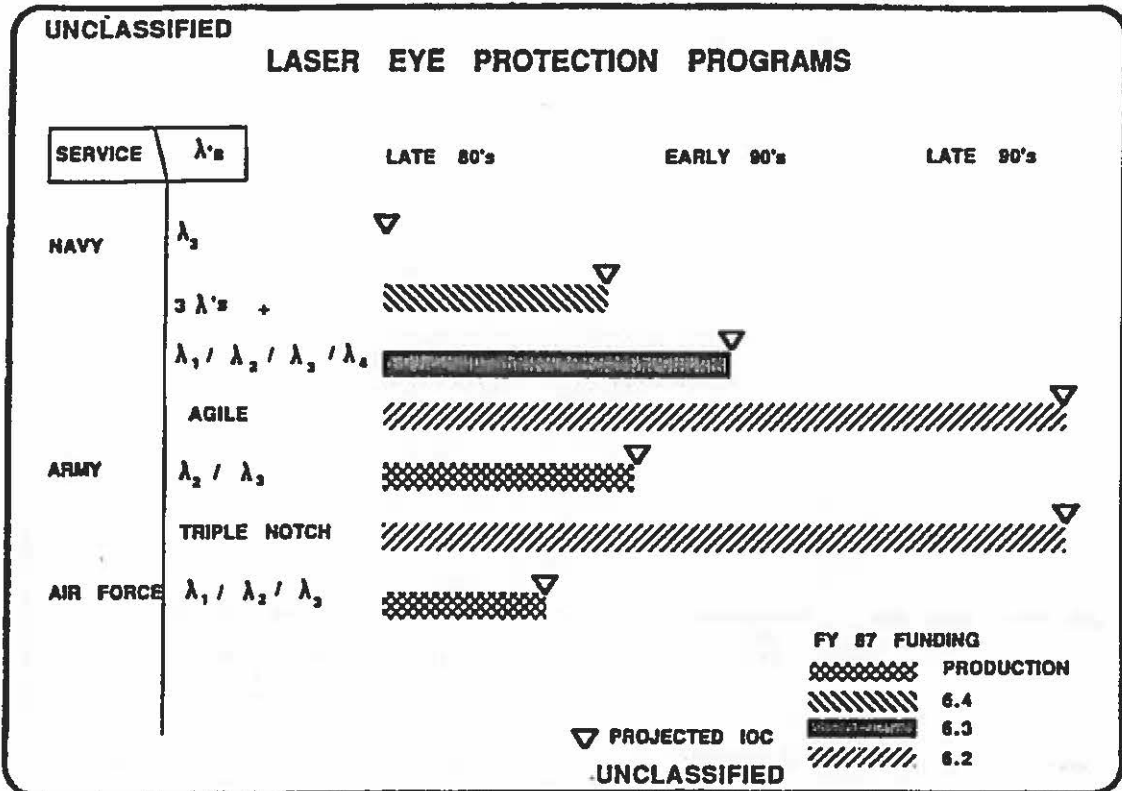 UNCLASSIFIED
LASER EYE PROTECTION PROGRAMS
SERVICE λ's LATE 80's EARLY 90's LATE 90's
NAVY λ₃
3 λ's +
λ₁ / λ₂ / λ₃ / λ₄
AGILE
ARMY λ₂ / λ₃
TRIPLE NOTCH
AIR FORCE λ₁ / λ₂ / λ₃
FY 87 FUNDING
PRODUCTION
6.4
6.3
6.2
PROJECTED IOC
UNCLASSIFIED